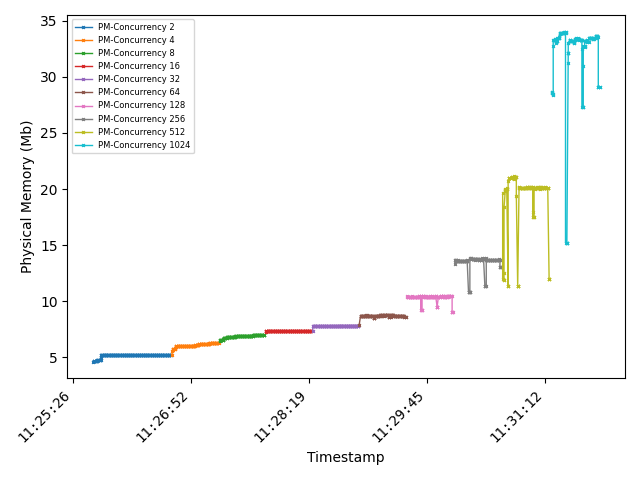 35
30
25
20
15
10
5
Physical Memory (Mb)
PM-Concurrency 2
PM-Concurrency 4
PM-Concurrency 8
PM-Concurrency 16
PM-Concurrency 32
PM-Concurrency 64
PM-Concurrency 128
PM-Concurrency 256
PM-Concurrency 512
PM-Concurrency 1024
11:25:26
11:26:52
11:28:19
11:29:45
11:31:12
Timestamp